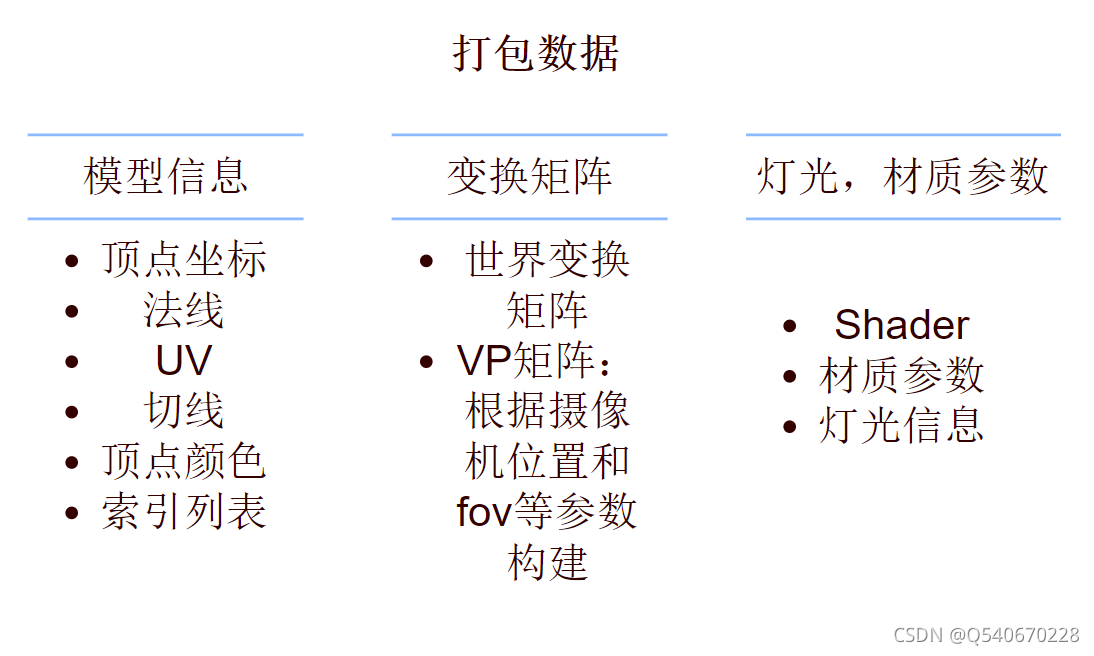 打包数据
模型信息
• 顶点坐标
• 法线
• UV
• 切线
• 顶点颜色
• 索引列表
变换矩阵
• 世界变换
矩阵
• VP矩阵：
根据摄像
机位置和
fov等参数
构建
灯光，材质参数
• Shader
• 材质参数
• 灯光信息
CSDN @Q540670228